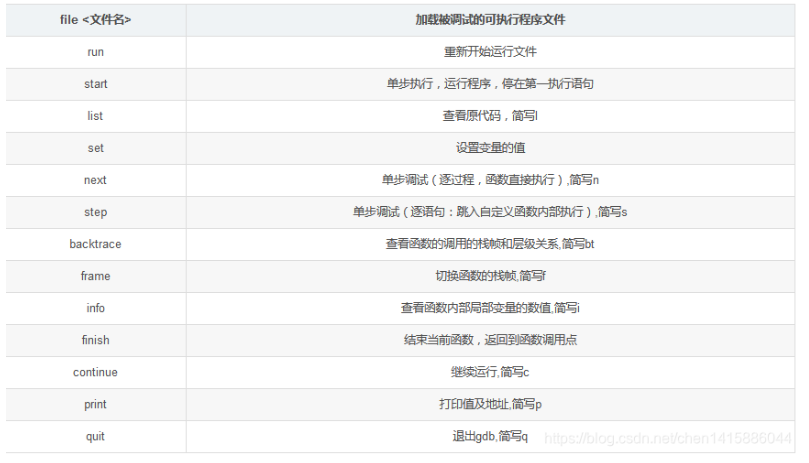 file <文件名> 加载被调试的可执行程序文件
run 重新开始运行文件
start 单步执行，运行程序，停在第一执行语句
list 查看原代码，简写l
set 设置变量的值
next 单步调试（逐过程，函数直接执行）,简写n
step 单步调试（逐语句：跳入自定义函数内部执行）,简写s
backtrace 查看函数的调用的栈帧和层级关系,简写bt
frame 切换函数的栈帧,简写f
info 查看函数内部局部变量的数值,简写i
finish 结束当前函数，返回到函数调用点
continue 继续运行,简写c
print 打印值及地址,简写p
quit 退出gdb,简写q
https://blog.csdn.net/chen1415886044